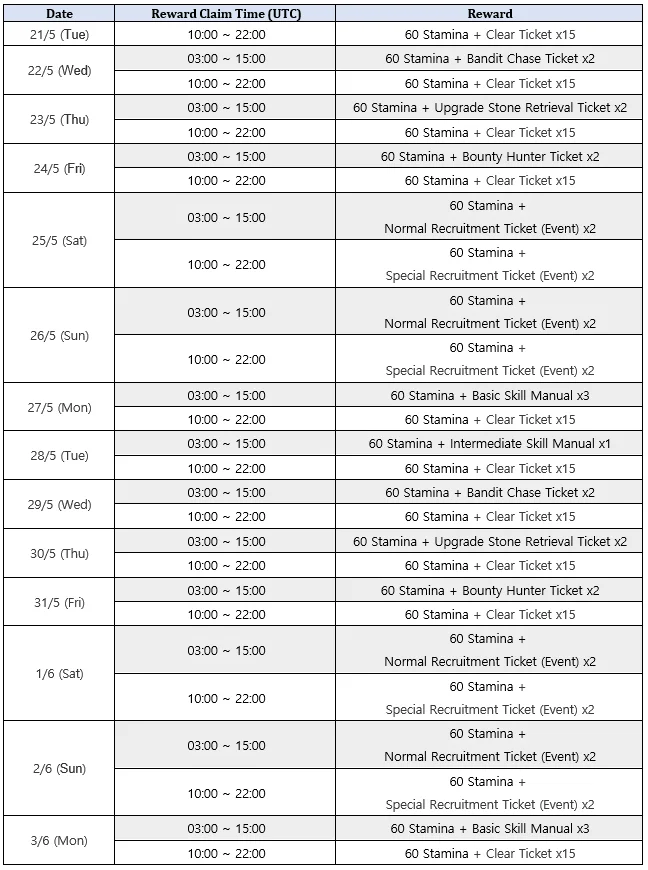 Date Reward Claim Time (UTC) Reward
21/5 (Tue) 10:00 ~ 22:00 60 Stamina + Clear Ticket x15
22/5 (Wed) 03:00 ~ 15:00 60 Stamina + Bandit Chase Ticket x2
10:00 ~ 22:00 60 Stamina + Clear Ticket x15
23/5 (Thu) 03:00 ~ 15:00 60 Stamina + Upgrade Stone Retrieval Ticket x2
10:00 ~ 22:00 60 Stamina + Clear Ticket x15
24/5 (Fri) 03:00 ~ 15:00 60 Stamina + Bounty Hunter Ticket x2
10:00 ~ 22:00 60 Stamina + Clear Ticket x15
25/5 (Sat) 03:00 ~ 15:00 60 Stamina +
Normal Recruitment Ticket (Event) x2
10:00 ~ 22:00 60 Stamina +
Special Recruitment Ticket (Event) x2
26/5 (Sun) 03:00 ~ 15:00 60 Stamina +
Normal Recruitment Ticket (Event) x2
10:00 ~ 22:00 60 Stamina +
Special Recruitment Ticket (Event) x2
27/5 (Mon) 03:00 ~ 15:00 60 Stamina + Basic Skill Manual x3
10:00 ~ 22:00 60 Stamina + Clear Ticket x15
28/5 (Tue) 03:00 ~ 15:00 60 Stamina + Intermediate Skill Manual x1
10:00 ~ 22:00 60 Stamina + Clear Ticket x15
29/5 (Wed) 03:00 ~ 15:00 60 Stamina + Bandit Chase Ticket x2
10:00 ~ 22:00 60 Stamina + Clear Ticket x15
30/5 (Thu) 03:00 ~ 15:00 60 Stamina + Upgrade Stone Retrieval Ticket x2
10:00 ~ 22:00 60 Stamina + Clear Ticket x15
31/5 (Fri) 03:00 ~ 15:00 60 Stamina + Bounty Hunter Ticket x2
10:00 ~ 22:00 60 Stamina + Clear Ticket x15
1/6 (Sat) 03:00 ~ 15:00 60 Stamina +
Normal Recruitment Ticket (Event) x2
10:00 ~ 22:00 60 Stamina +
Special Recruitment Ticket (Event) x2
2/6 (Sun) 03:00 ~ 15:00 60 Stamina +
Normal Recruitment Ticket (Event) x2
10:00 ~ 22:00 60 Stamina +
Special Recruitment Ticket (Event) x2
3/6 (Mon) 03:00 ~ 15:00 60 Stamina + Basic Skill Manual x3
10:00 ~ 22:00 60 Stamina + Clear Ticket x15